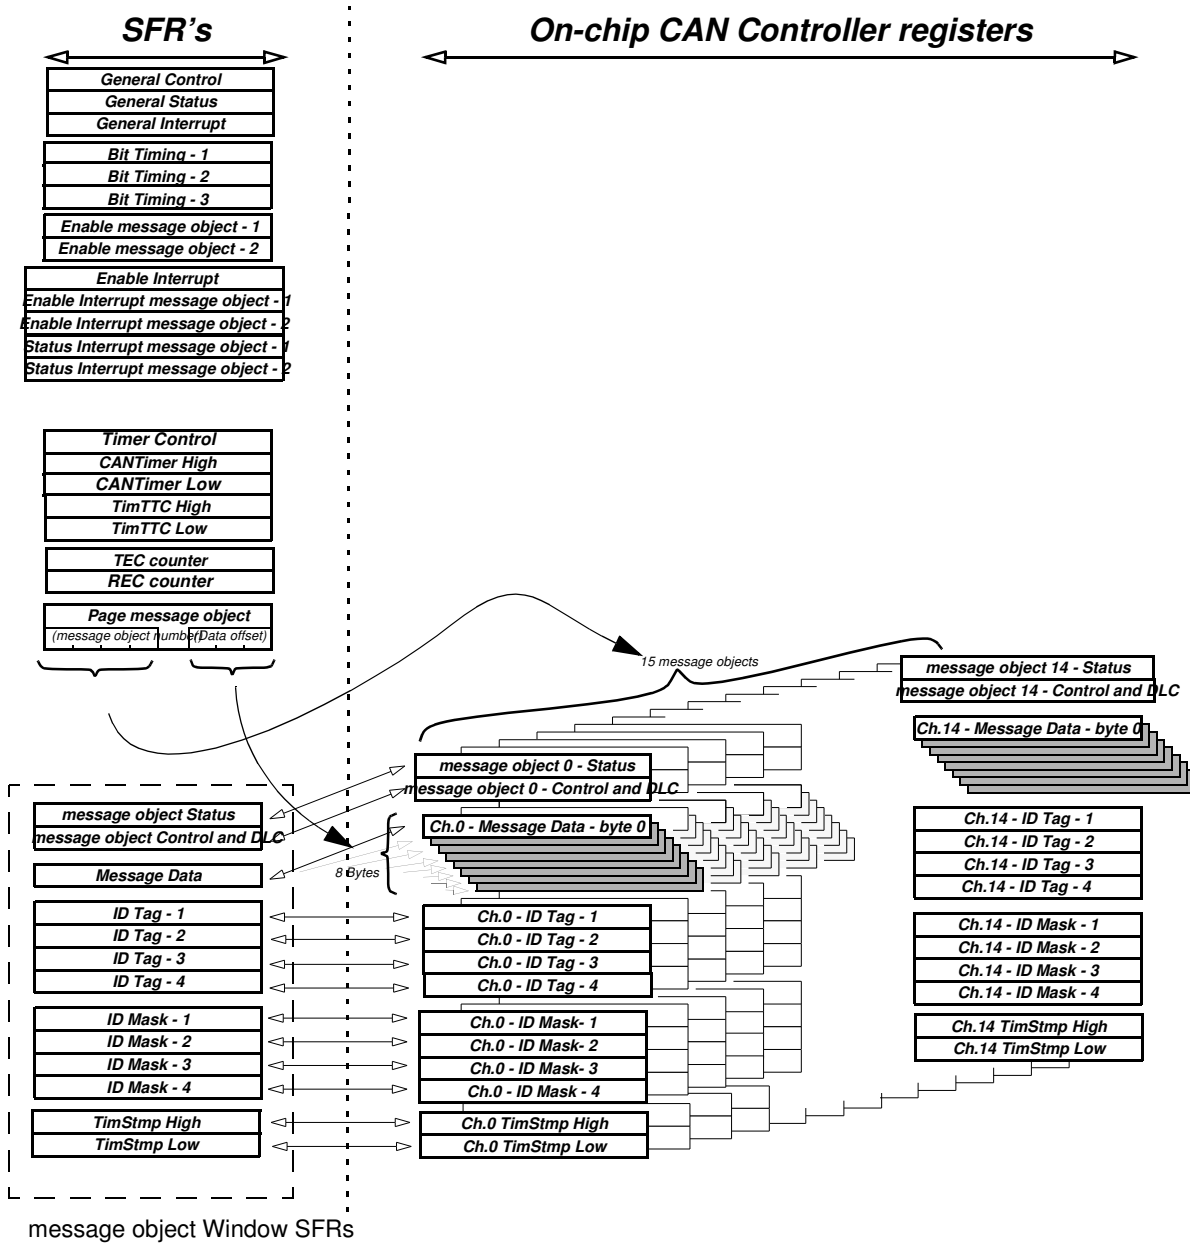 SFR's
On-chip CAN Controller registers
General Control
General Status
General Interrupt
Bit Timing - 1
Bit Timing - 2
Bit Timing - 3
Enable message object - 1
Enable message object - 2
Enable Interrupt
Enable Interrupt message object - 1
Enable Interrupt message object - 2
Status Interrupt message object - 1
Status Interrupt message object - 2
Timer Control
CANTimer High
CANTimer Low
TimTTC High
TimTTC Low
TEC counter
REC counter
Page message object
(message object number)
(Data offset)
15 message objects
message object 14 - Status
message object 14 - Control and DLC
Ch.14 - Message Data - byte 0
Ch.14 - ID Tag - 1
Ch.14 - ID Tag - 2
Ch.14 - ID Tag - 3
Ch.14 - ID Tag - 4
Ch.14 - ID Mask - 1
Ch.14 - ID Mask - 2
Ch.14 - ID Mask - 3
Ch.14 - ID Mask - 4
Ch.14 TimStmp High
Ch.14 TimStmp Low
message object 0 - Status
message object 0 - Control and DLC
Ch.0 - Message Data - byte 0
8 Bytes
Ch.0 - ID Tag - 1
Ch.0 - ID Tag - 2
Ch.0 - ID Tag - 3
Ch.0 - ID Tag - 4
Ch.0 - ID Mask- 1
Ch.0 - ID Mask- 2
Ch.0 - ID Mask- 3
Ch.0 - ID Mask - 4
Ch.0 TimStmp High
Ch.0 TimStmp Low
message object Status
message object Control and DLC
Message Data
ID Tag - 1
ID Tag - 2
ID Tag - 3
ID Tag - 4
ID Mask - 1
ID Mask - 2
ID Mask - 3
ID Mask - 4
TimStmp High
TimStmp Low
message object Window SFRs